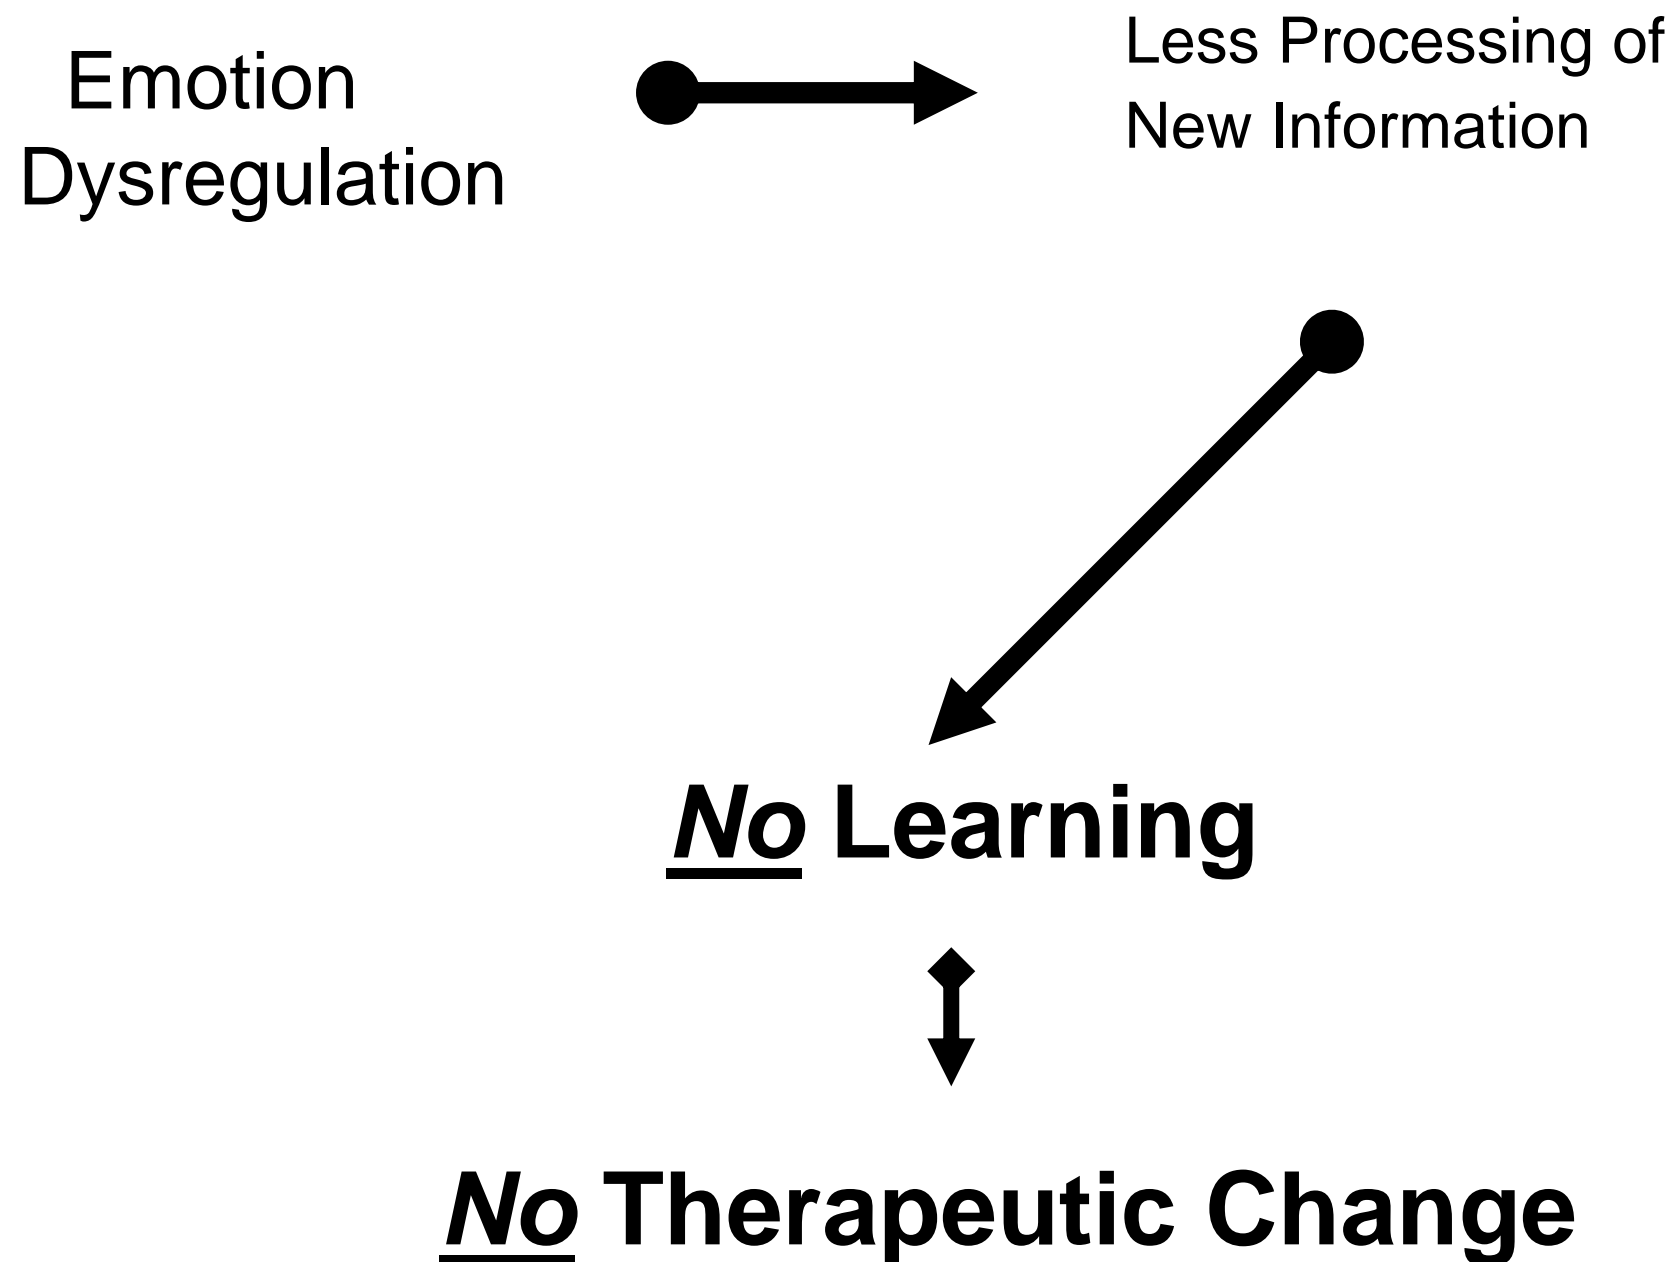 Emotion
Dysregulation
Less Processing of
New Information
No Learning
No Therapeutic Change